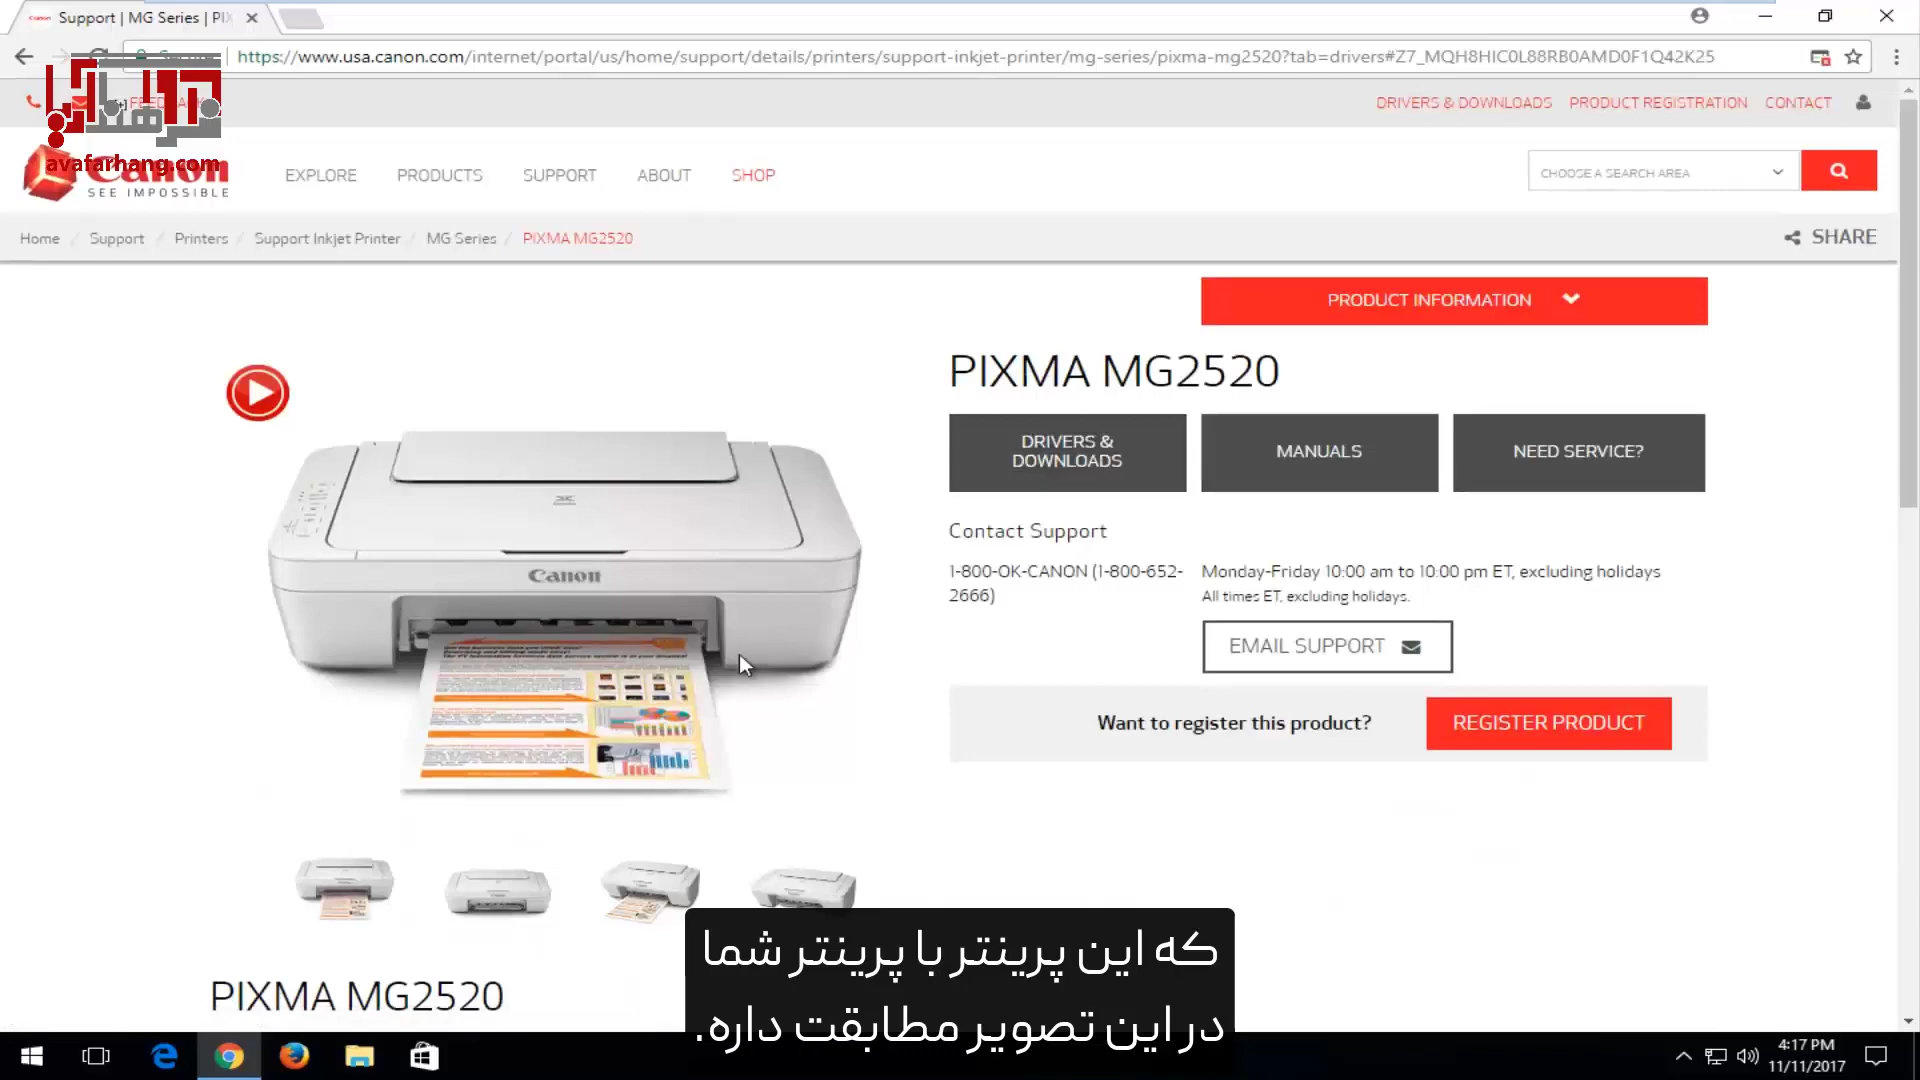 Support | MG Series | PI
https://www.usa.canon.com/internet/portal/us/home/support/details/printers/support-inkjet-printer/mg-series/pixma-mg2520?tab=drivers#Z7_MQH8HIC0L88RB0AMD0F1Q42K25
DRIVERS & DOWNLOADS PRODUCT REGISTRATION CONTACT
avafarhang.com
Canon
SEE IMPOSSIBLE
EXPLORE PRODUCTS SUPPORT ABOUT SHOP
CHOOSE A SEARCH AREA
Home / Support / Printers / Support Inkjet Printer / MG Series / PIXMA MG2520
SHARE
PRODUCT INFORMATION
PIXMA MG2520
DRIVERS & DOWNLOADS
MANUALS
NEED SERVICE?
Contact Support
1-800-OK-CANON (1-800-652-2666)
Monday-Friday 10:00 am to 10:00 pm ET, excluding holidays
All times ET, excluding holidays.
EMAIL SUPPORT
Want to register this product?
REGISTER PRODUCT
Canon
PIXMA MG2520
که این پرینتر با پرینتر شما
در این تصویر مطابقت داره.
4:17 PM
11/11/2017